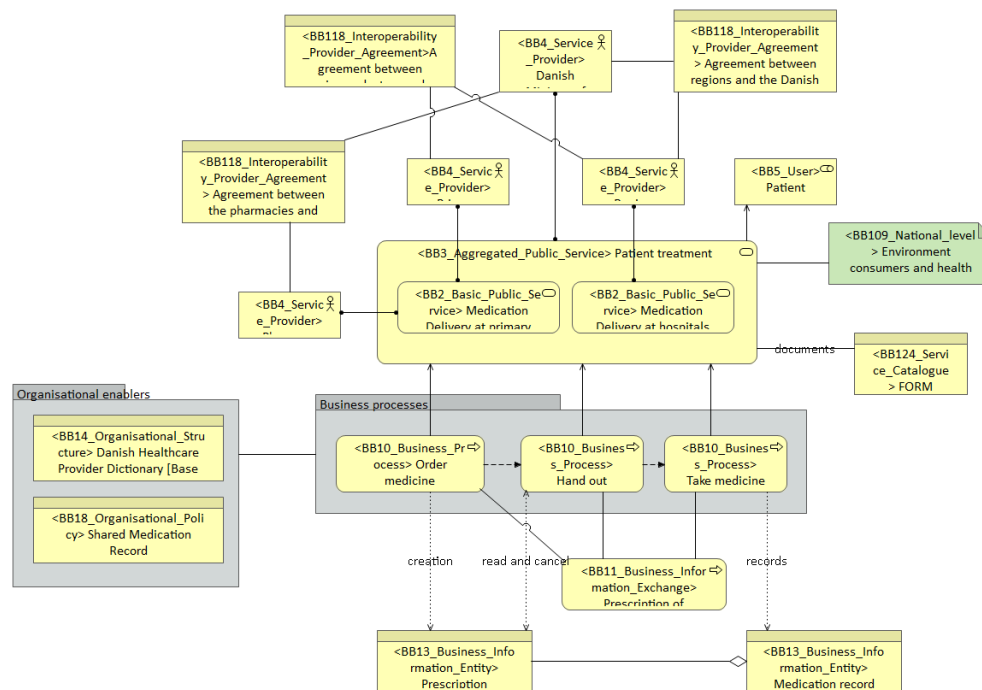 <BB118_Interoperability
_Provider_Agreement>A
greement between
<BB4_Service
_Provider>
Danish
<BB118_Interoperabilit
y_Provider_Agreement
> Agreement between
regions and the Danish
<BB118_Interoperabilit
y_Provider_Agreement
> Agreement between
the pharmacies and
<BB4_Servic
e_Provider>
<BB4_Servic
e_Provider>
<BB5_User>
Patient
<BB109_National_level
> Environment
consumers and health
<BB3_Aggregated_Public_Service> Patient treatment
<BB2_Basic_Public_Se
rvice> Medication
Delivery at primary
<BB2_Basic_Public_Se
rvice> Medication
Delivery at hospitals
<BB4_Servic
e_Provider>
documents
<BB124_Servi
ce_Catalogue
> FORM
Organisational enablers
<BB14_Organisational_Stru
cture> Danish Healthcare
Provider Dictionary [Base
<BB18_Organisational_Poli
cy> Shared Medication
Record
Business processes
<BB10_Business_Pr
ocess> Order
medicine
<BB10_Busines
s_Process>
Hand out
<BB10_Busines
s_Process>
Take medicine
creation
read and cancel
records
<BB11_Business_Infor
mation_Exchange>
Prescription of
<BB13_Business_Info
rmation_Entity>
Prescription
<BB13_Business_Info
rmation_Entity>
Medication record